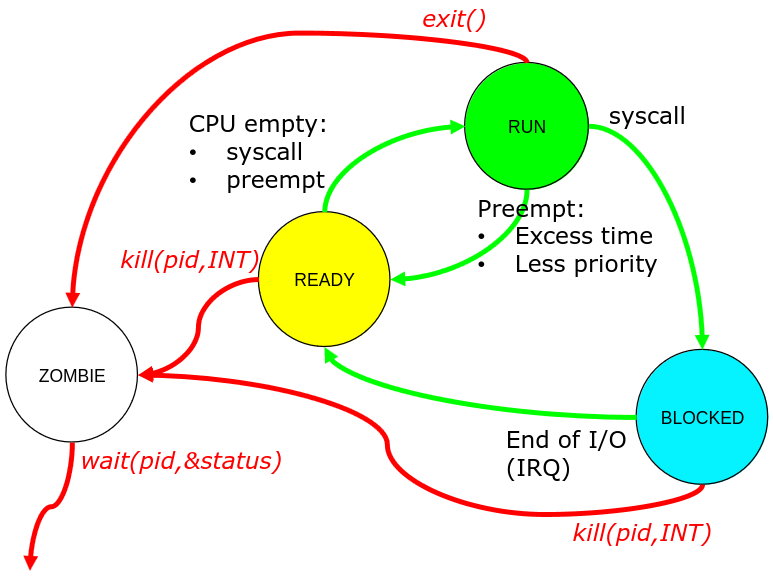 exit()
syscall
RUN
CPU empty:
• syscall
• preempt
Preempt:
• Excess time
• Less priority
kill(pid,INT)
READY
ZOMBIE
BLOCKED
End of I/O
(IRQ)
wait(pid,&status)
kill(pid,INT)